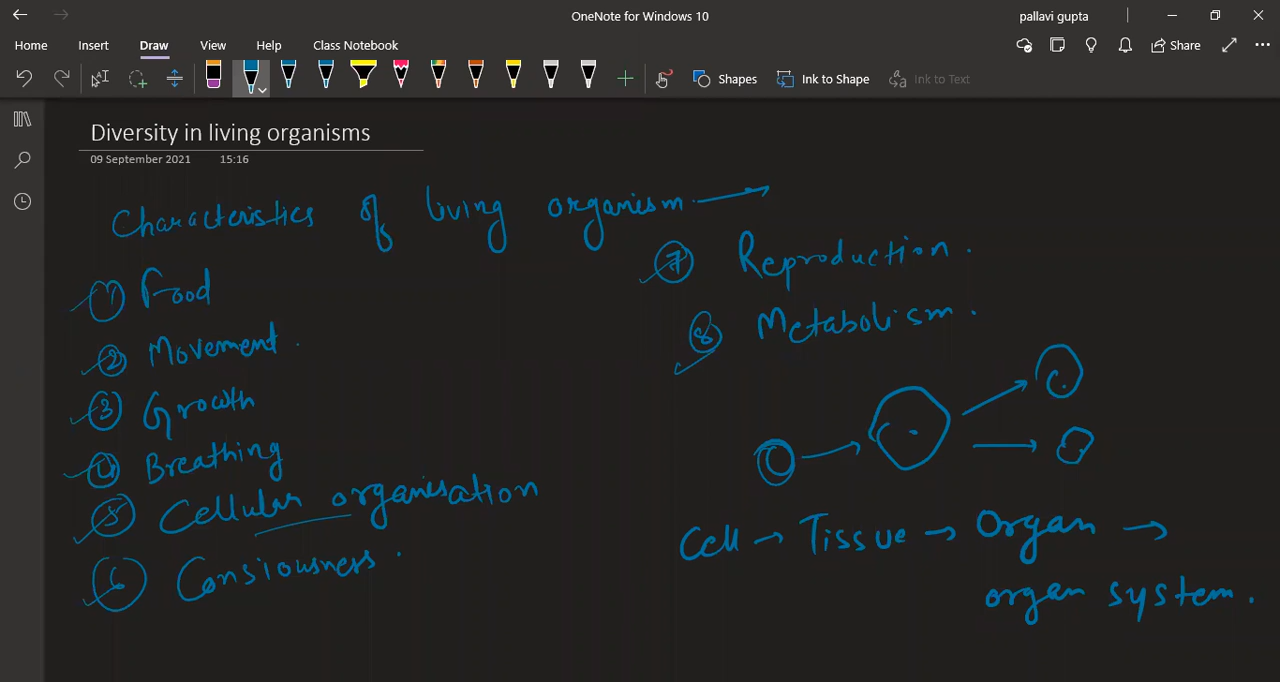 OneNote for Windows 10
pallavi gupta
Home Insert Draw View Help Class Notebook
Share
Shapes
Ink to Shape
Ink to Text
Diversity in living organisms
09 September 2021 15:16
Characteristics of living organism
1 Food
2 Movement.
3 Growth
4 Breathing
5 Cellular organisation
6 Consiousness.
7 Reproduction.
8 Metabolism.
Cell → Tissue → Organ →
organ system.